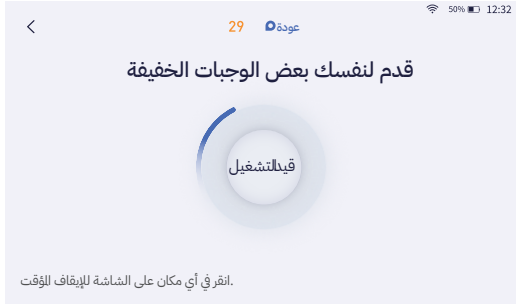 50% 12:32
عودة 29
قدم لنفسك بعض الوجبات الخفيفة
قيدالتشغيل
انقر في أي مكان على الشاشة للإيقاف المؤقت.